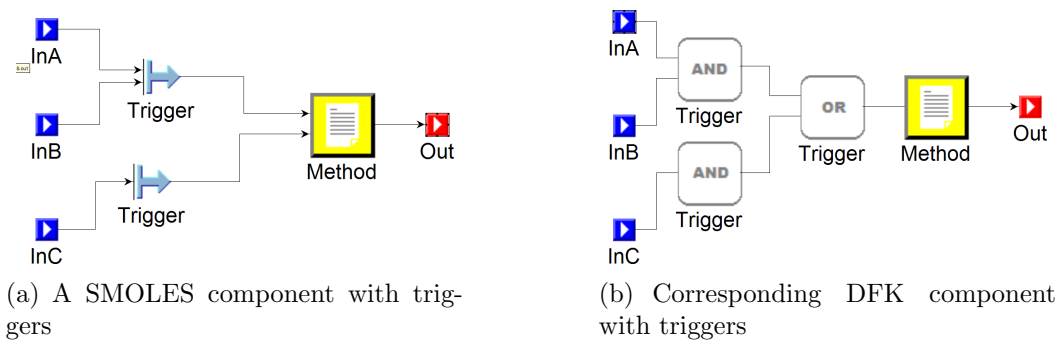 InA
InB
InC
Trigger
Trigger
Method
Out
(a) A SMOLES component with trig-
gers
InA
InB
InC
AND
Trigger
AND
Trigger
OR
Trigger
Method
Out
(b) Corresponding DFK component
with triggers